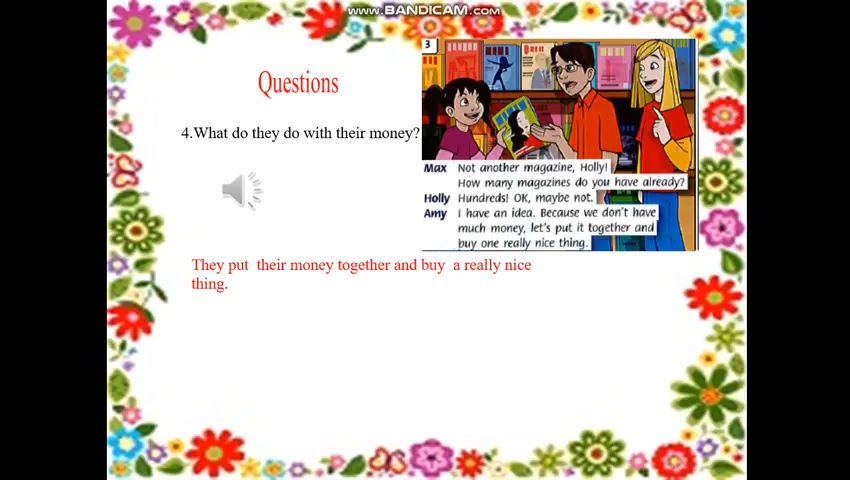 www.BANDICAM.com
3
Questions
4.What do they do with their money?
Max Not another magazine, Holly!
How many magazines do you have already?
Holly Hundreds! OK, maybe not.
Amy I have an idea. Because we don't have
much money, let's put it together and
buy one really nice thing.
They put their money together and buy a really nice
thing.